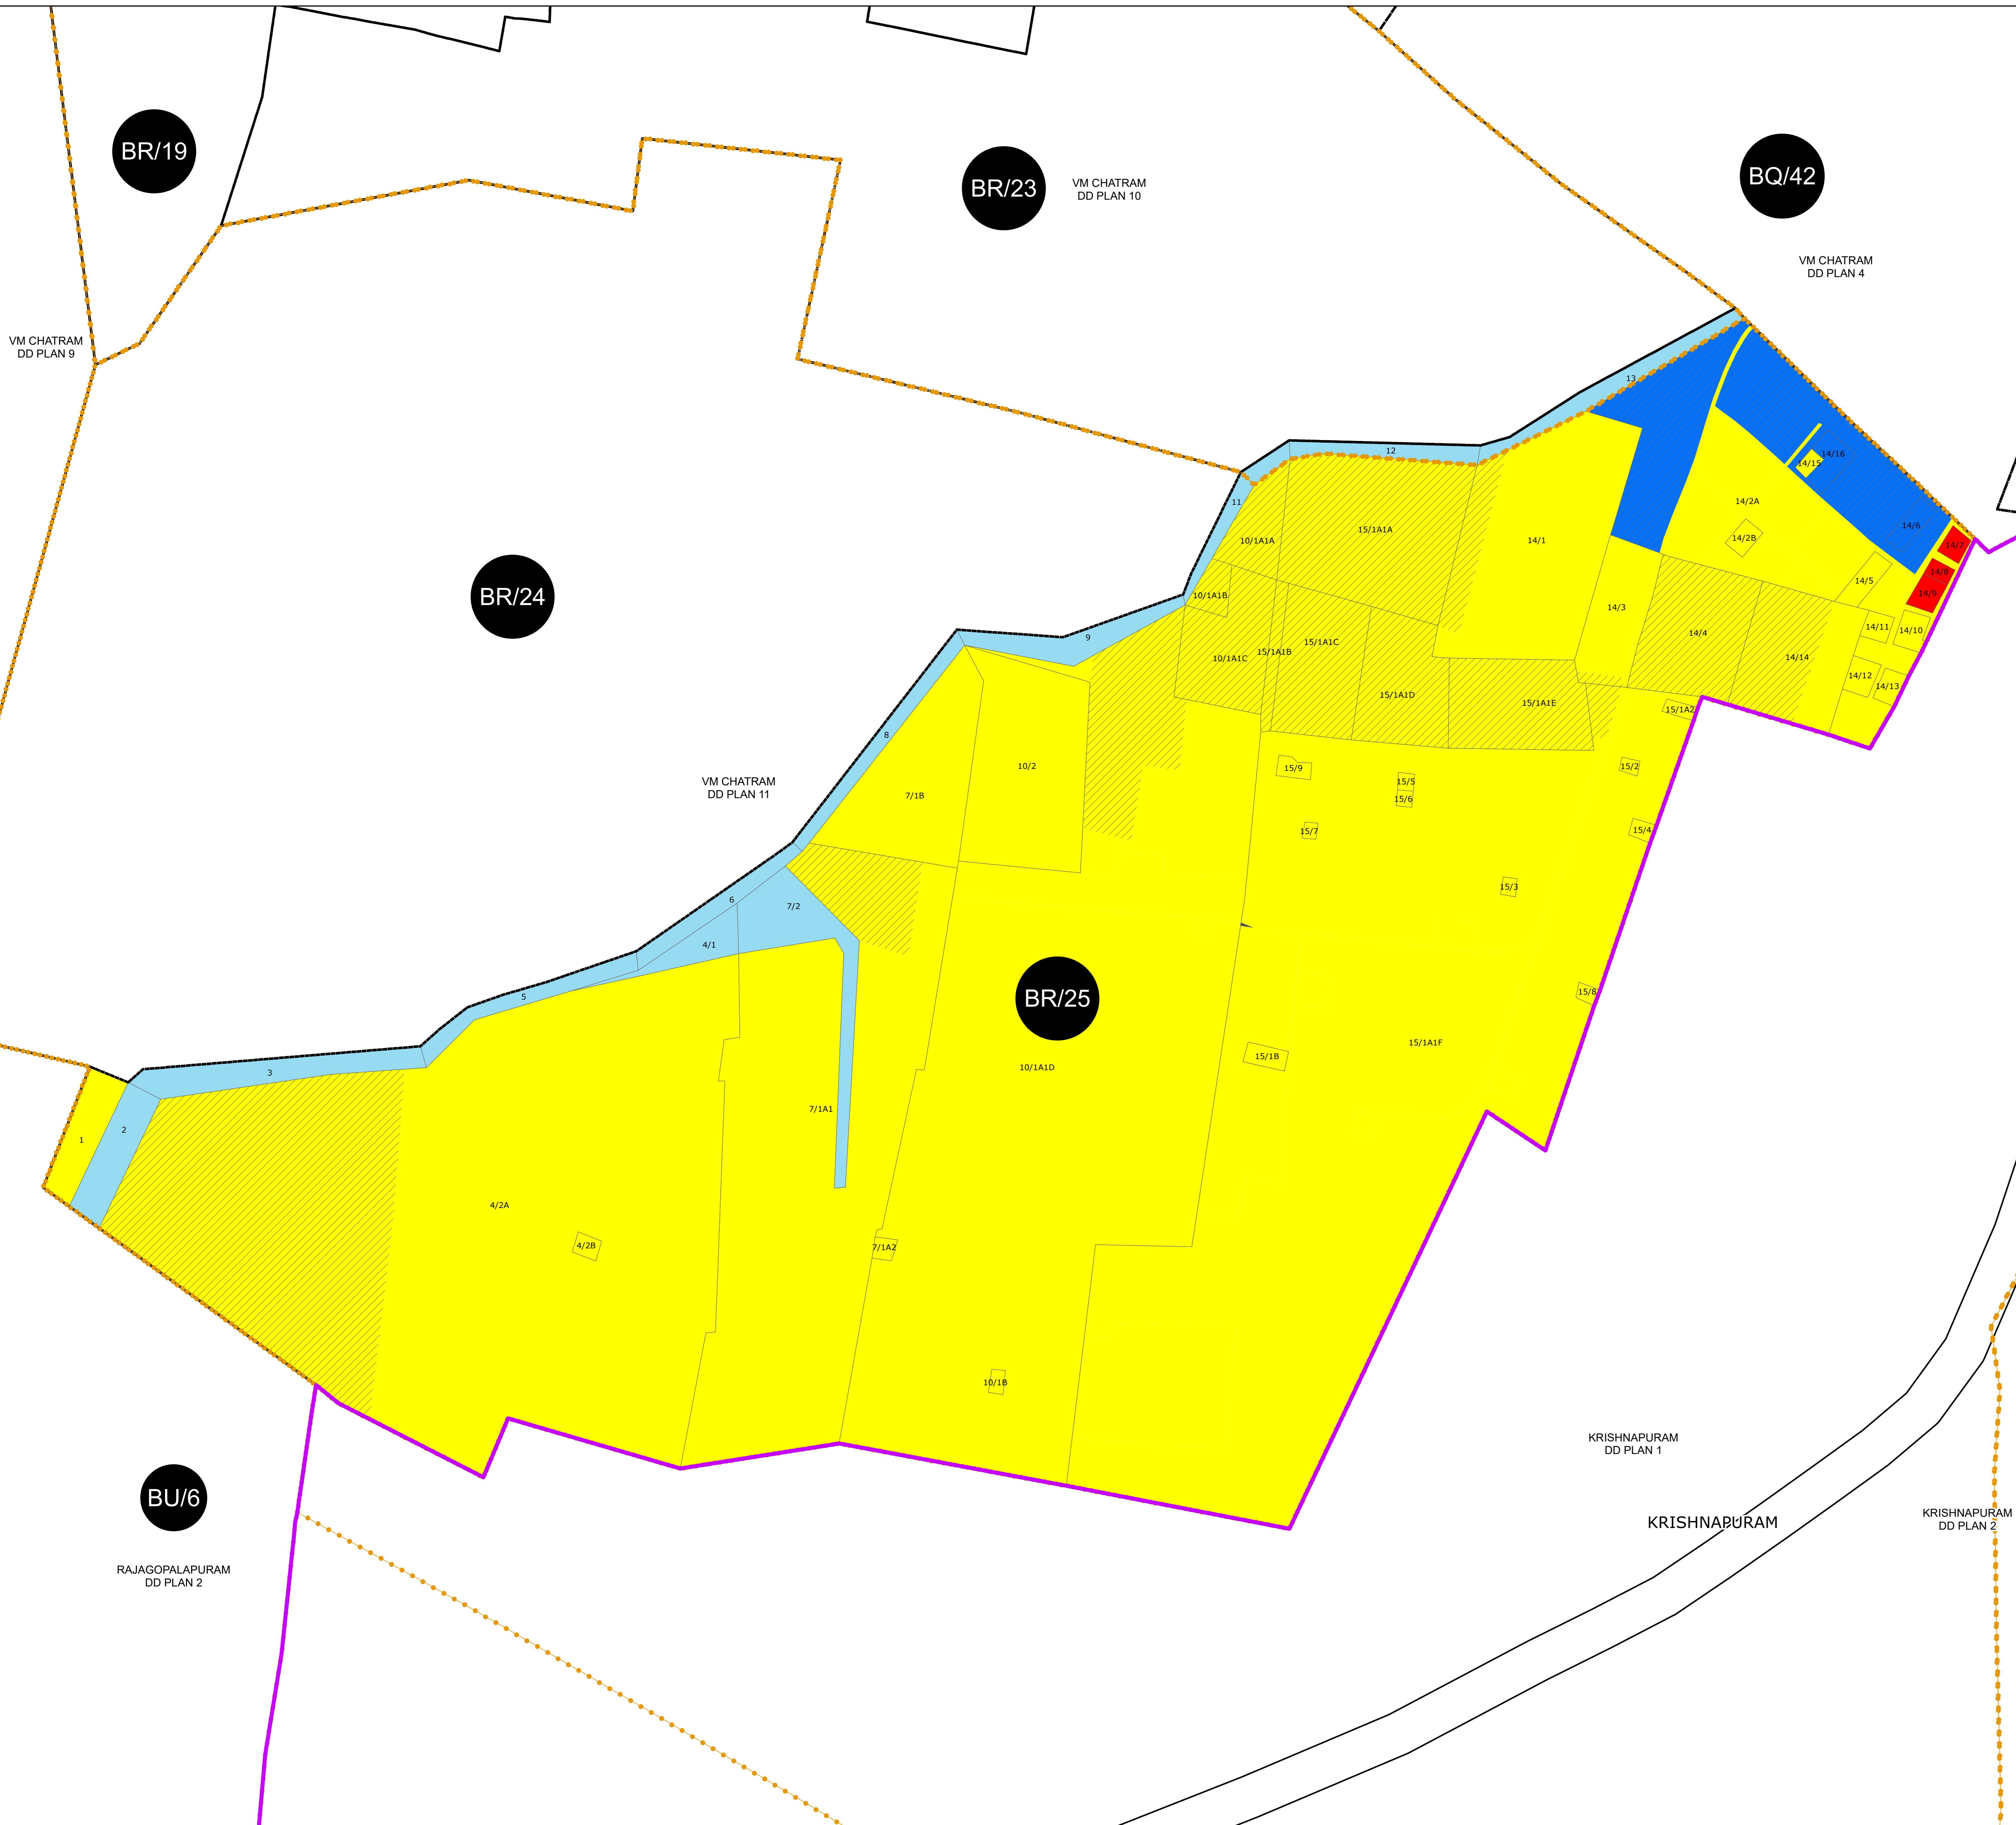 BR/19
BR/23
VM CHATRAM
DD PLAN 10
BQ/42
VM CHATRAM
DD PLAN 4
VM CHATRAM
DD PLAN 9
13
12
14/16
14/15
11
14/2A
15/1A1A
14/6
14/2B
10/1A1A
14/1
14/7
14/8
14/5
BR/24
10/1A1B
14/9
14/3
14/11
14/10
14/4
9
15/1A1C
15/1A1B
10/1A1C
14/14
14/12
14/13
15/1A1D
15/1A1E
15/1A2
8
10/2
15/9
15/2
VM CHATRAM
DD PLAN 11
15/5
7/1B
15/6
15/7
15/4
15/3
6
7/2
4/1
5
BR/25
15/8
15/1A1F
15/1B
10/1A1D
3
7/1A1
2
1
4/2A
4/2B
7/1A2
10/1B
KRISHNAPURAM
DD PLAN 1
BU/6
KRISHNAPURAM
KRISHNAPURAM
DD PLAN 2
RAJAGOPALAPURAM
DD PLAN 2